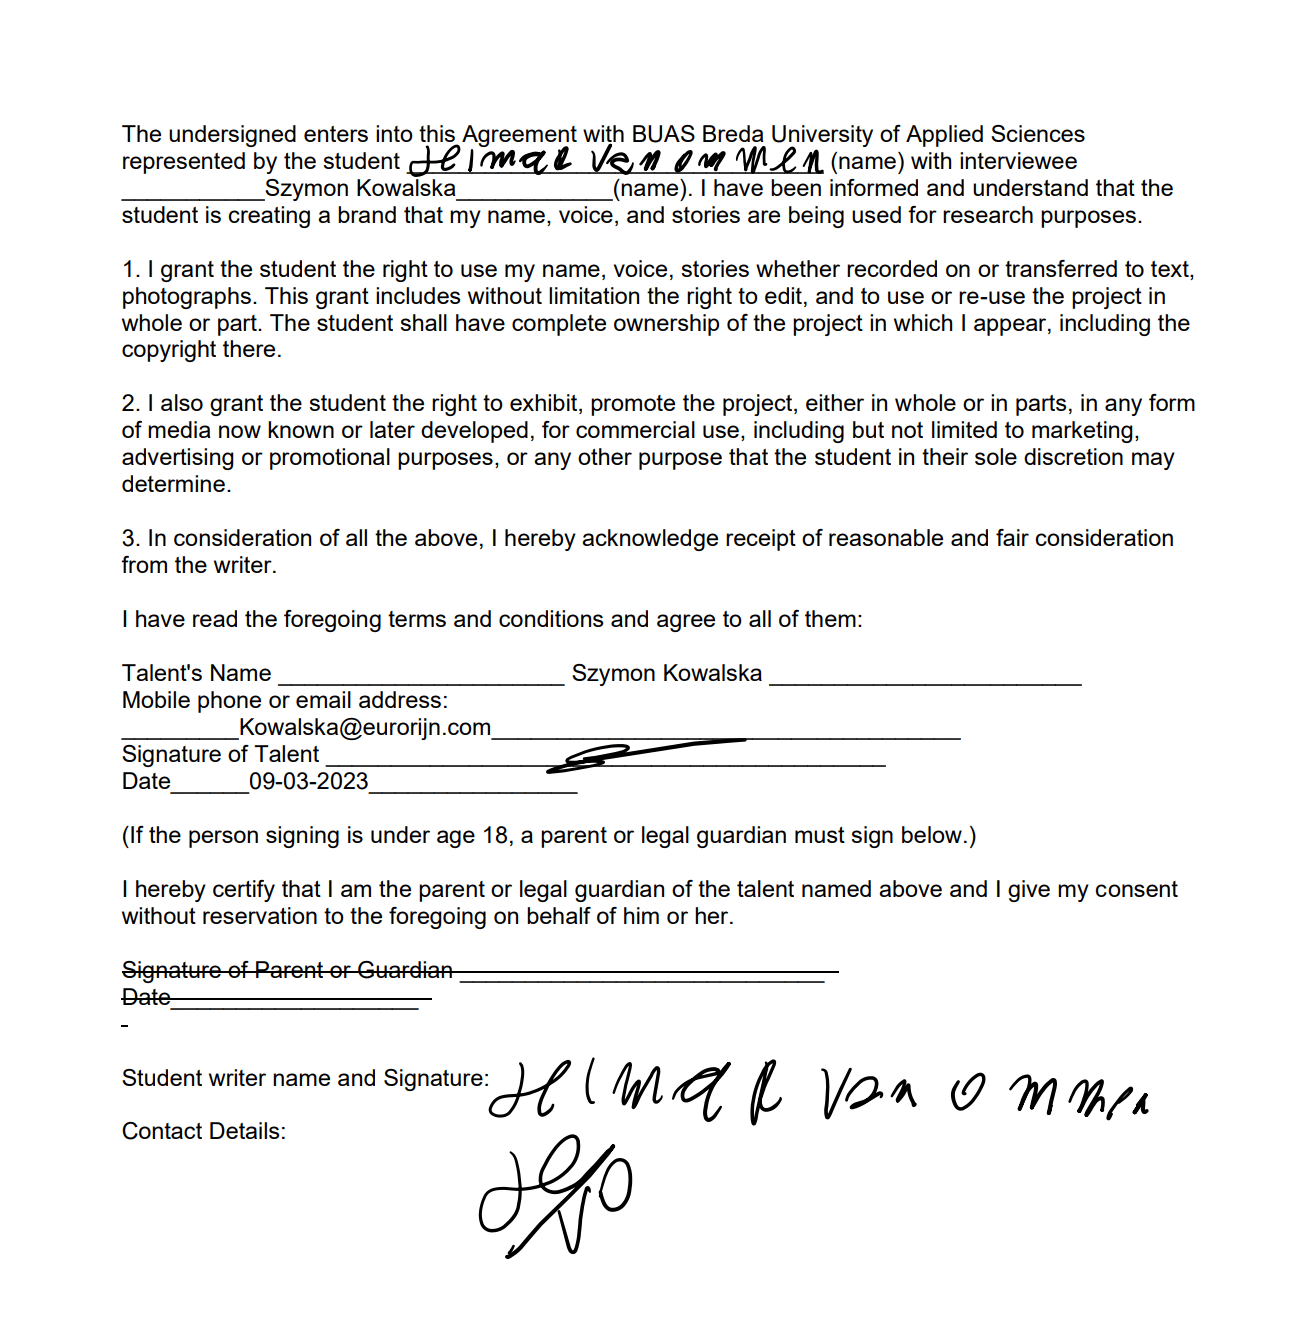 The undersigned enters into this Agreement with BUAS Breda University of Applied Sciences
represented by the student Hilmar van ommen (name) with interviewee
___________Szymon Kowalska____________(name). I have been informed and understand that the
student is creating a brand that my name, voice, and stories are being used for research purposes.
1. I grant the student the right to use my name, voice, stories whether recorded on or transferred to text,
photographs. This grant includes without limitation the right to edit, and to use or re-use the project in
whole or part. The student shall have complete ownership of the project in which I appear, including the
copyright there.
2. I also grant the student the right to exhibit, promote the project, either in whole or in parts, in any form
of media now known or later developed, for commercial use, including but not limited to marketing,
advertising or promotional purposes, or any other purpose that the student in their sole discretion may
determine.
3. In consideration of all the above, I hereby acknowledge receipt of reasonable and fair consideration
from the writer.
I have read the foregoing terms and conditions and agree to all of them:
Talent's Name ______________________ Szymon Kowalska ________________________
Mobile phone or email address:
_________Kowalska@eurorijn.com____________________________________
Signature of Talent ___________________________________________
Date______09-03-2023________________
(If the person signing is under age 18, a parent or legal guardian must sign below.)
I hereby certify that I am the parent or legal guardian of the talent named above and I give my consent
without reservation to the foregoing on behalf of him or her.
Signature of Parent or Guardian ____________________________
Date___________________
Student writer name and Signature: van ommen
Contact Details: